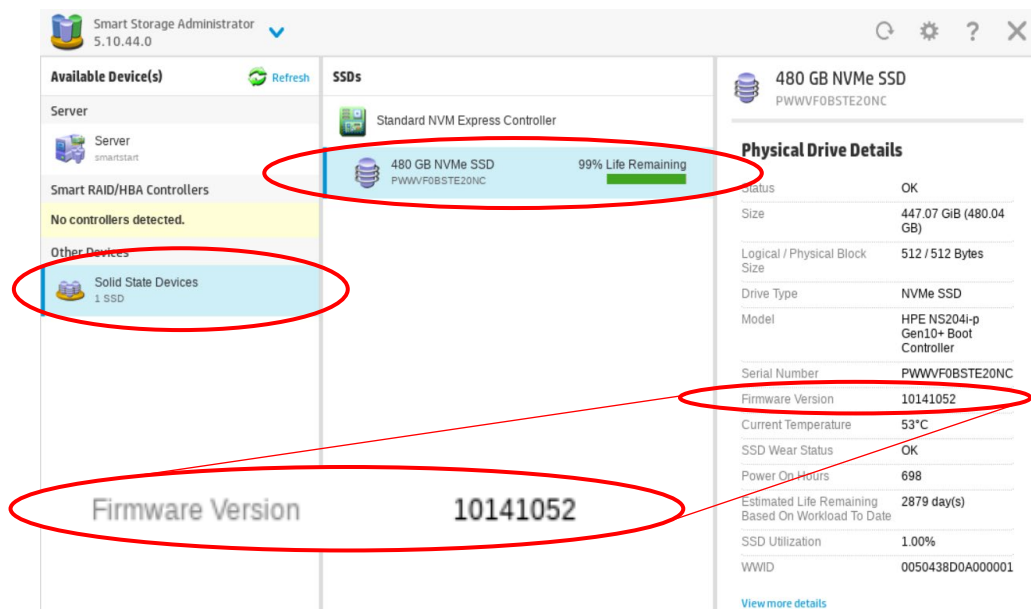 Smart Storage Administrator
5.10.44.0
Available Device(s)
Refresh
Server
Server
smartstart
Smart RAID/HBA Controllers
No controllers detected.
Other Devices
Solid State Devices
1 SSD
SSDs
Standard NVM Express Controller
480 GB NVMe SSD
99% Life Remaining
PWWVF0BSTE20NC
480 GB NVMe SSD
PWWVF0BSTE20NC
Physical Drive Details
Status OK
Size 447.07 GiB (480.04
GB)
Logical / Physical Block 512 / 512 Bytes
Size
Drive Type NVMe SSD
Model HPE NS204i-p
Gen10+ Boot
Controller
Serial Number PWWVF0BSTE20NC
Firmware Version 10141052
Current Temperature 53°C
SSD Wear Status OK
Power On Hours 698
Estimated Life Remaining 2879 day(s)
Based On Workload To Date
SSD Utilization 1.00%
WWID 0050438D0A000001
View more details
Firmware Version 10141052